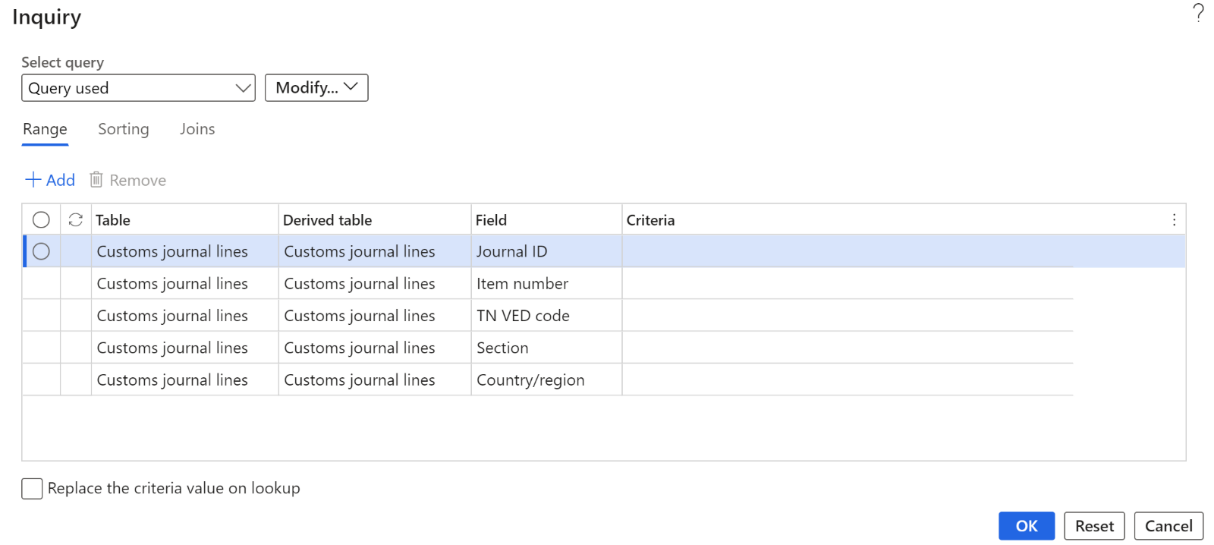 Inquiry
?
Select query
Query used
Modify...
Range Sorting Joins
Add Remove
Table Derived table Field Criteria
Customs journal lines Customs journal lines Journal ID
Customs journal lines Customs journal lines Item number
Customs journal lines Customs journal lines TN VED code
Customs journal lines Customs journal lines Section
Customs journal lines Customs journal lines Country/region
Replace the criteria value on lookup
OK Reset Cancel